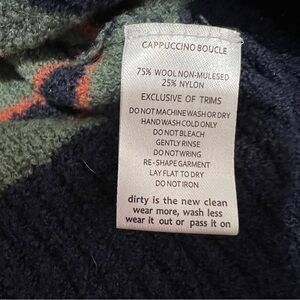 CAPPUCCINO BOUCLE
75% WOOL NON-MULESED
25% NYLON
EXCLUSIVE OF TRIMS
DO NOT MACHINE WASH OR DRY
HAND WASH COLD ONLY
DO NOT BLEACH
GENTLY RINSE
DO NOT WRING
RE-SHAPE GARMENT
LAY FLAT TO DRY
DO NOT IRON
dirty is the new clean
wear more, wash less
wear it out or pass it on